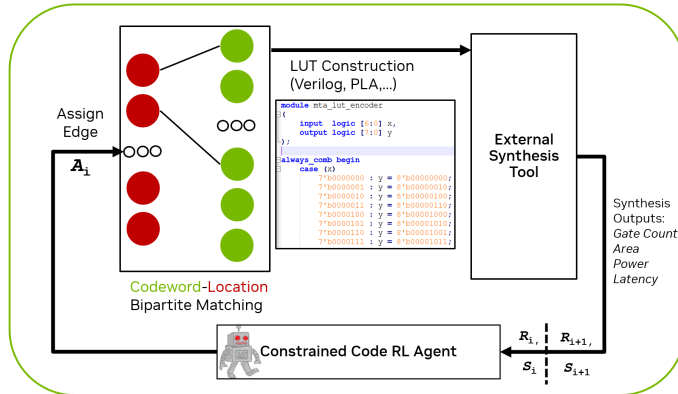 Assign
Edge
A_i
Codeword-Location
Bipartite Matching
LUT Construction
(Verilog, PLA,...)
module mta_lut_encoder
(
input logic [6:0] x,
output logic [7:0] y
);
always_comb begin
case (x)
7'b0000000 : y = 8'b00000000;
7'b0000001 : y = 8'b00000010;
7'b0000010 : y = 8'b00000100;
7'b0000011 : y = 8'b00000110;
7'b0000100 : y = 8'b00001000;
7'b0000101 : y = 8'b00001010;
7'b0000110 : y = 8'b00001001;
7'b0000111 : y = 8'b00001011;
External
Synthesis
Tool
Synthesis
Outputs:
Gate Count
Area
Power
Latency
Constrained Code RL Agent
R_i, R_i+1,
S_i S_i+1